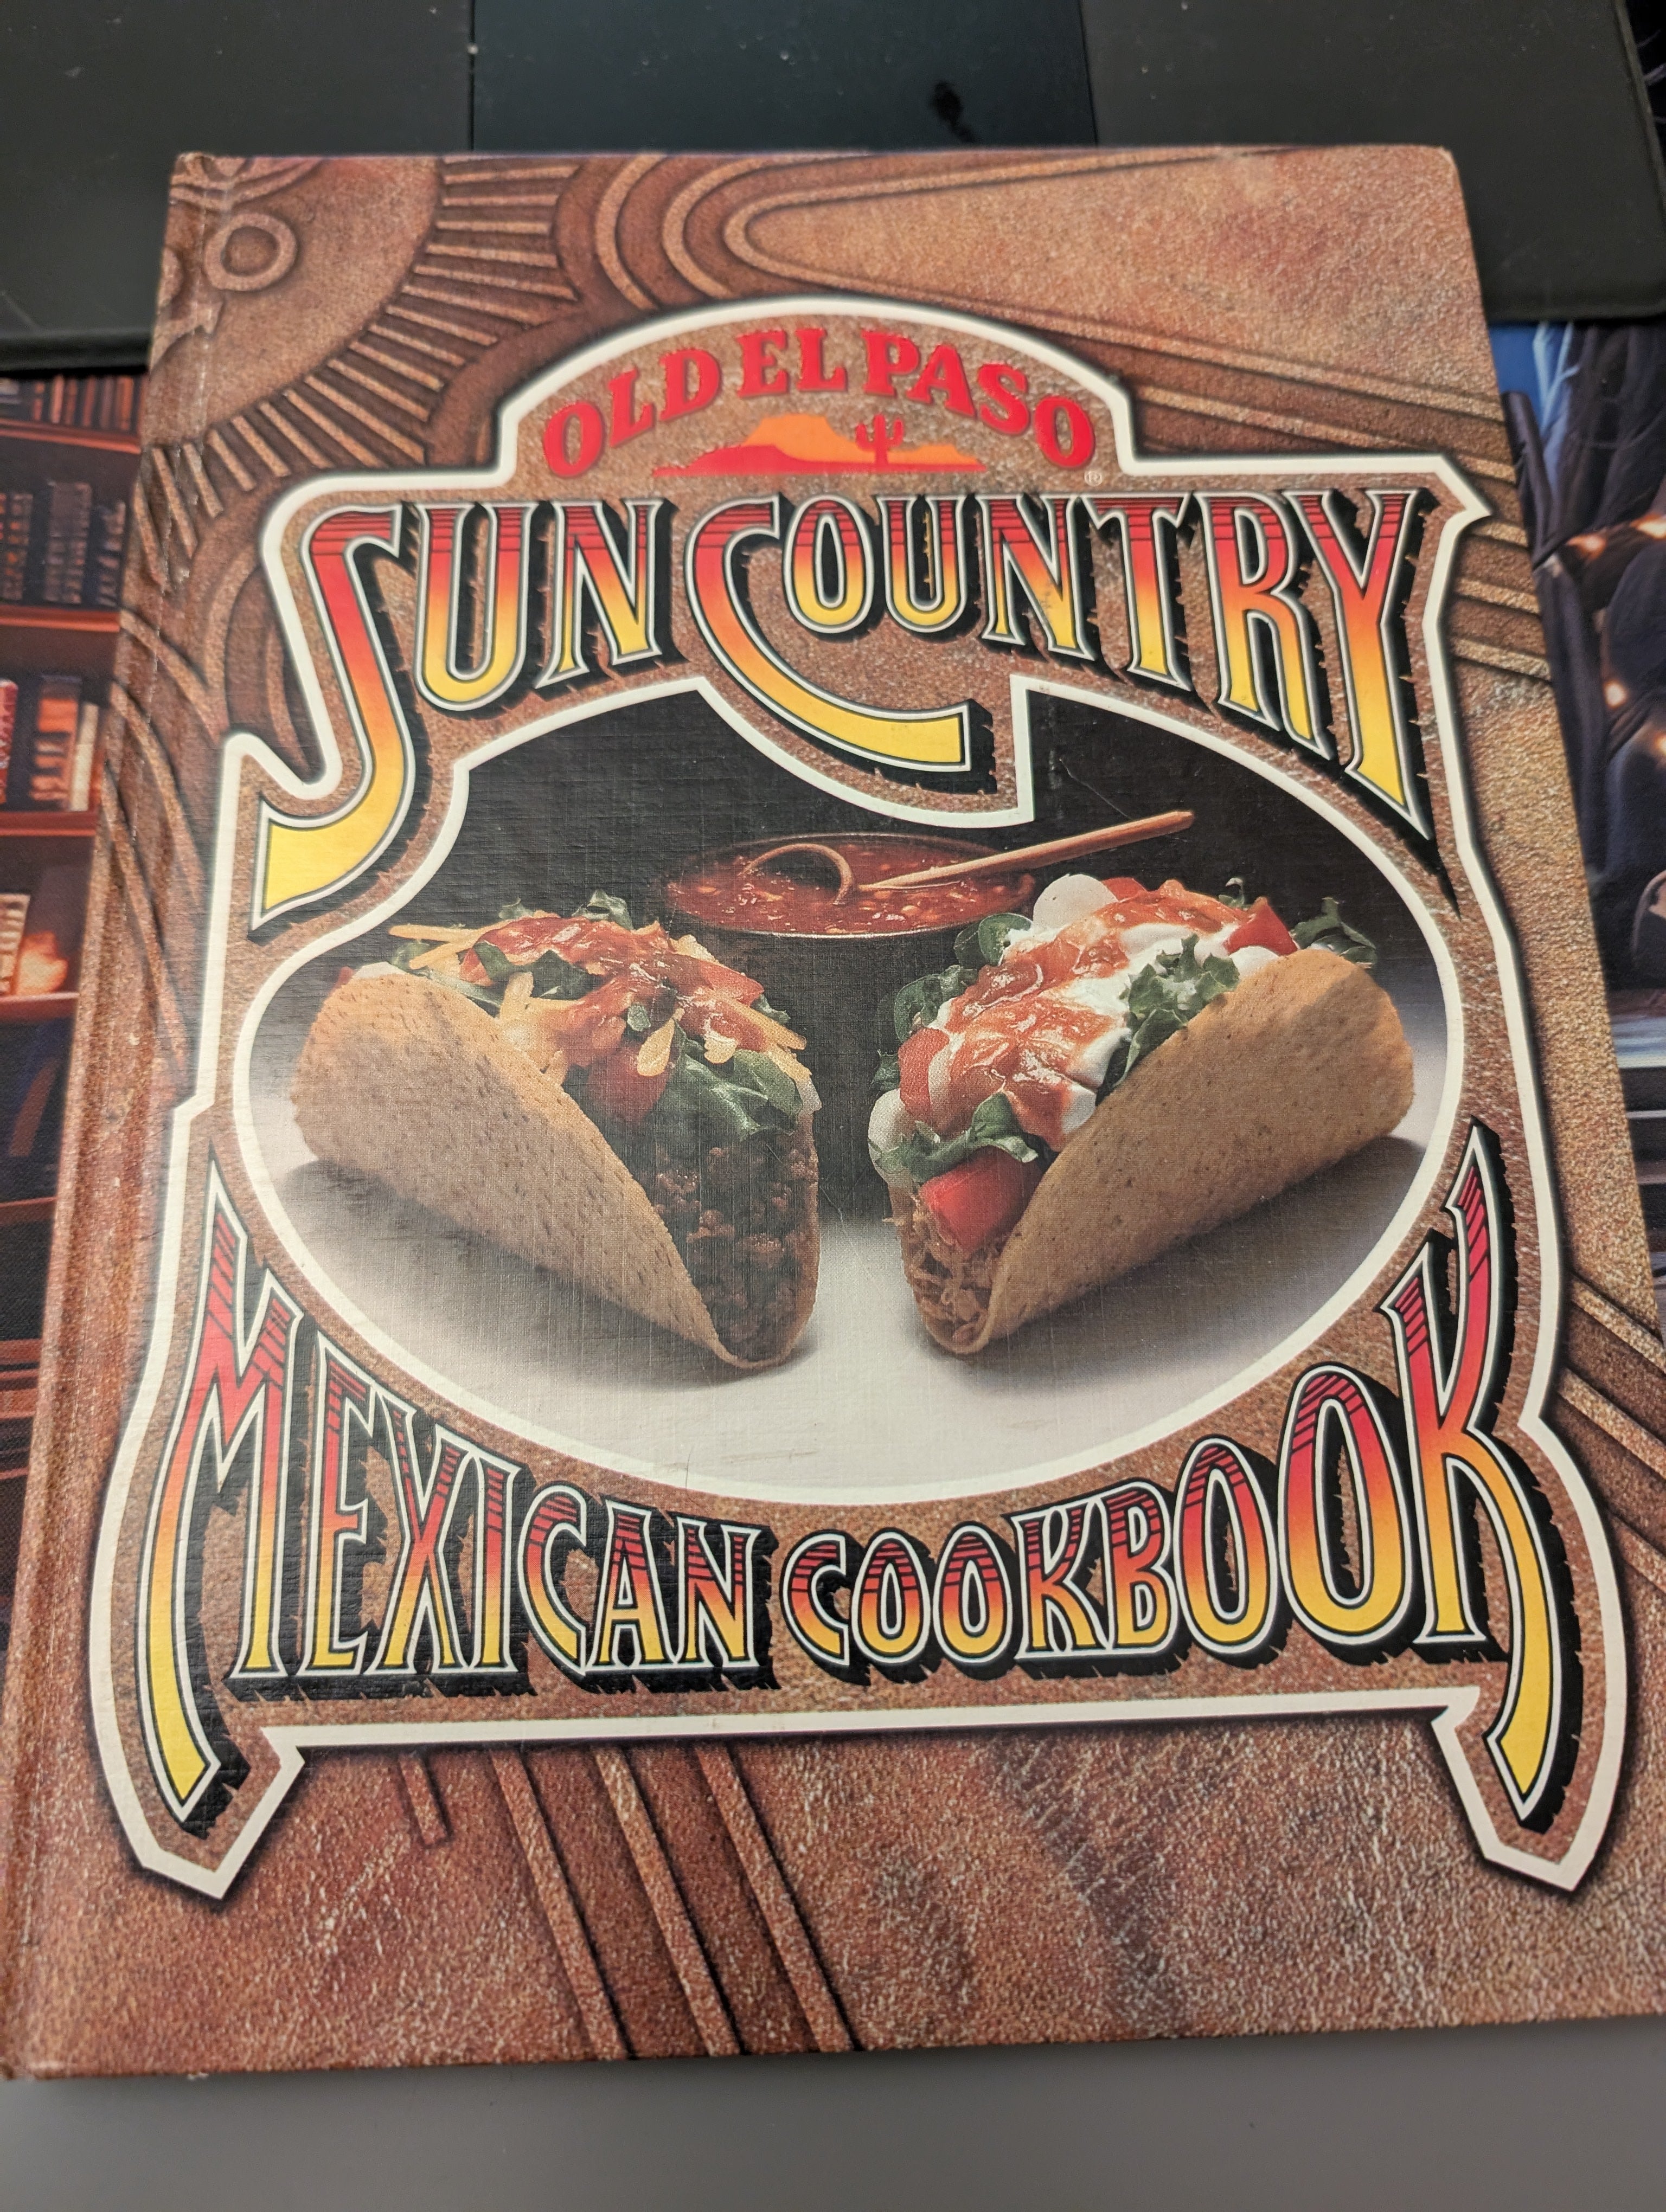 OLD EL PASO®
SUN COUNTRY
MEXICAN COOKBOOK